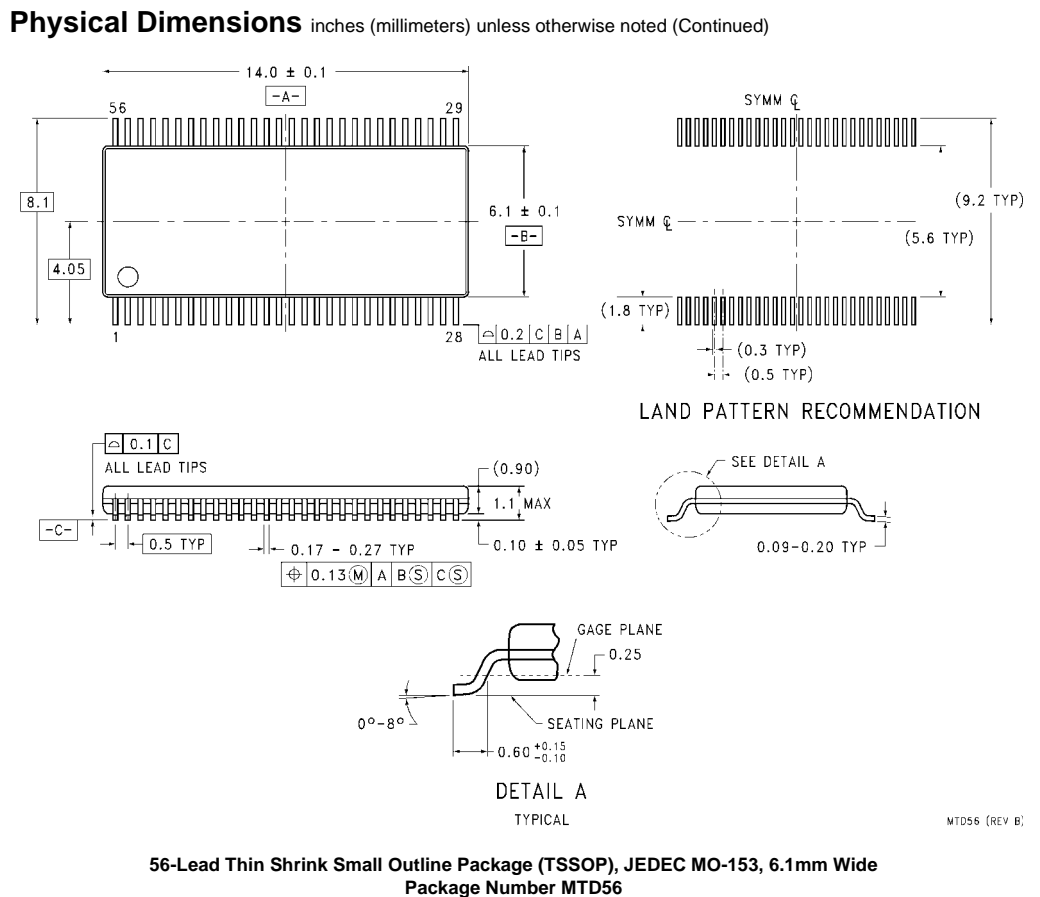 Physical Dimensions inches (millimeters) unless otherwise noted (Continued)
14.0 ± 0.1
-A-
56
29
8.1
4.05
6.1 ± 0.1
-B-
1
28
⌓ 0.2 C B A
ALL LEAD TIPS
SYMM ℄
SYMM ℄
(9.2 TYP)
(5.6 TYP)
(1.8 TYP)
(0.3 TYP)
(0.5 TYP)
LAND PATTERN RECOMMENDATION
⌓ 0.1 C
ALL LEAD TIPS
-C-
0.5 TYP
0.17 - 0.27 TYP
⌖ 0.13Ⓜ A BⓈ CⓈ
(0.90)
1.1 MAX
0.10 ± 0.05 TYP
SEE DETAIL A
0.09-0.20 TYP
GAGE PLANE
0.25
0º-8º
SEATING PLANE
0.60 +0.15 -0.10
DETAIL A
TYPICAL
MTD56 (REV B)
56-Lead Thin Shrink Small Outline Package (TSSOP), JEDEC MO-153, 6.1mm Wide
Package Number MTD56